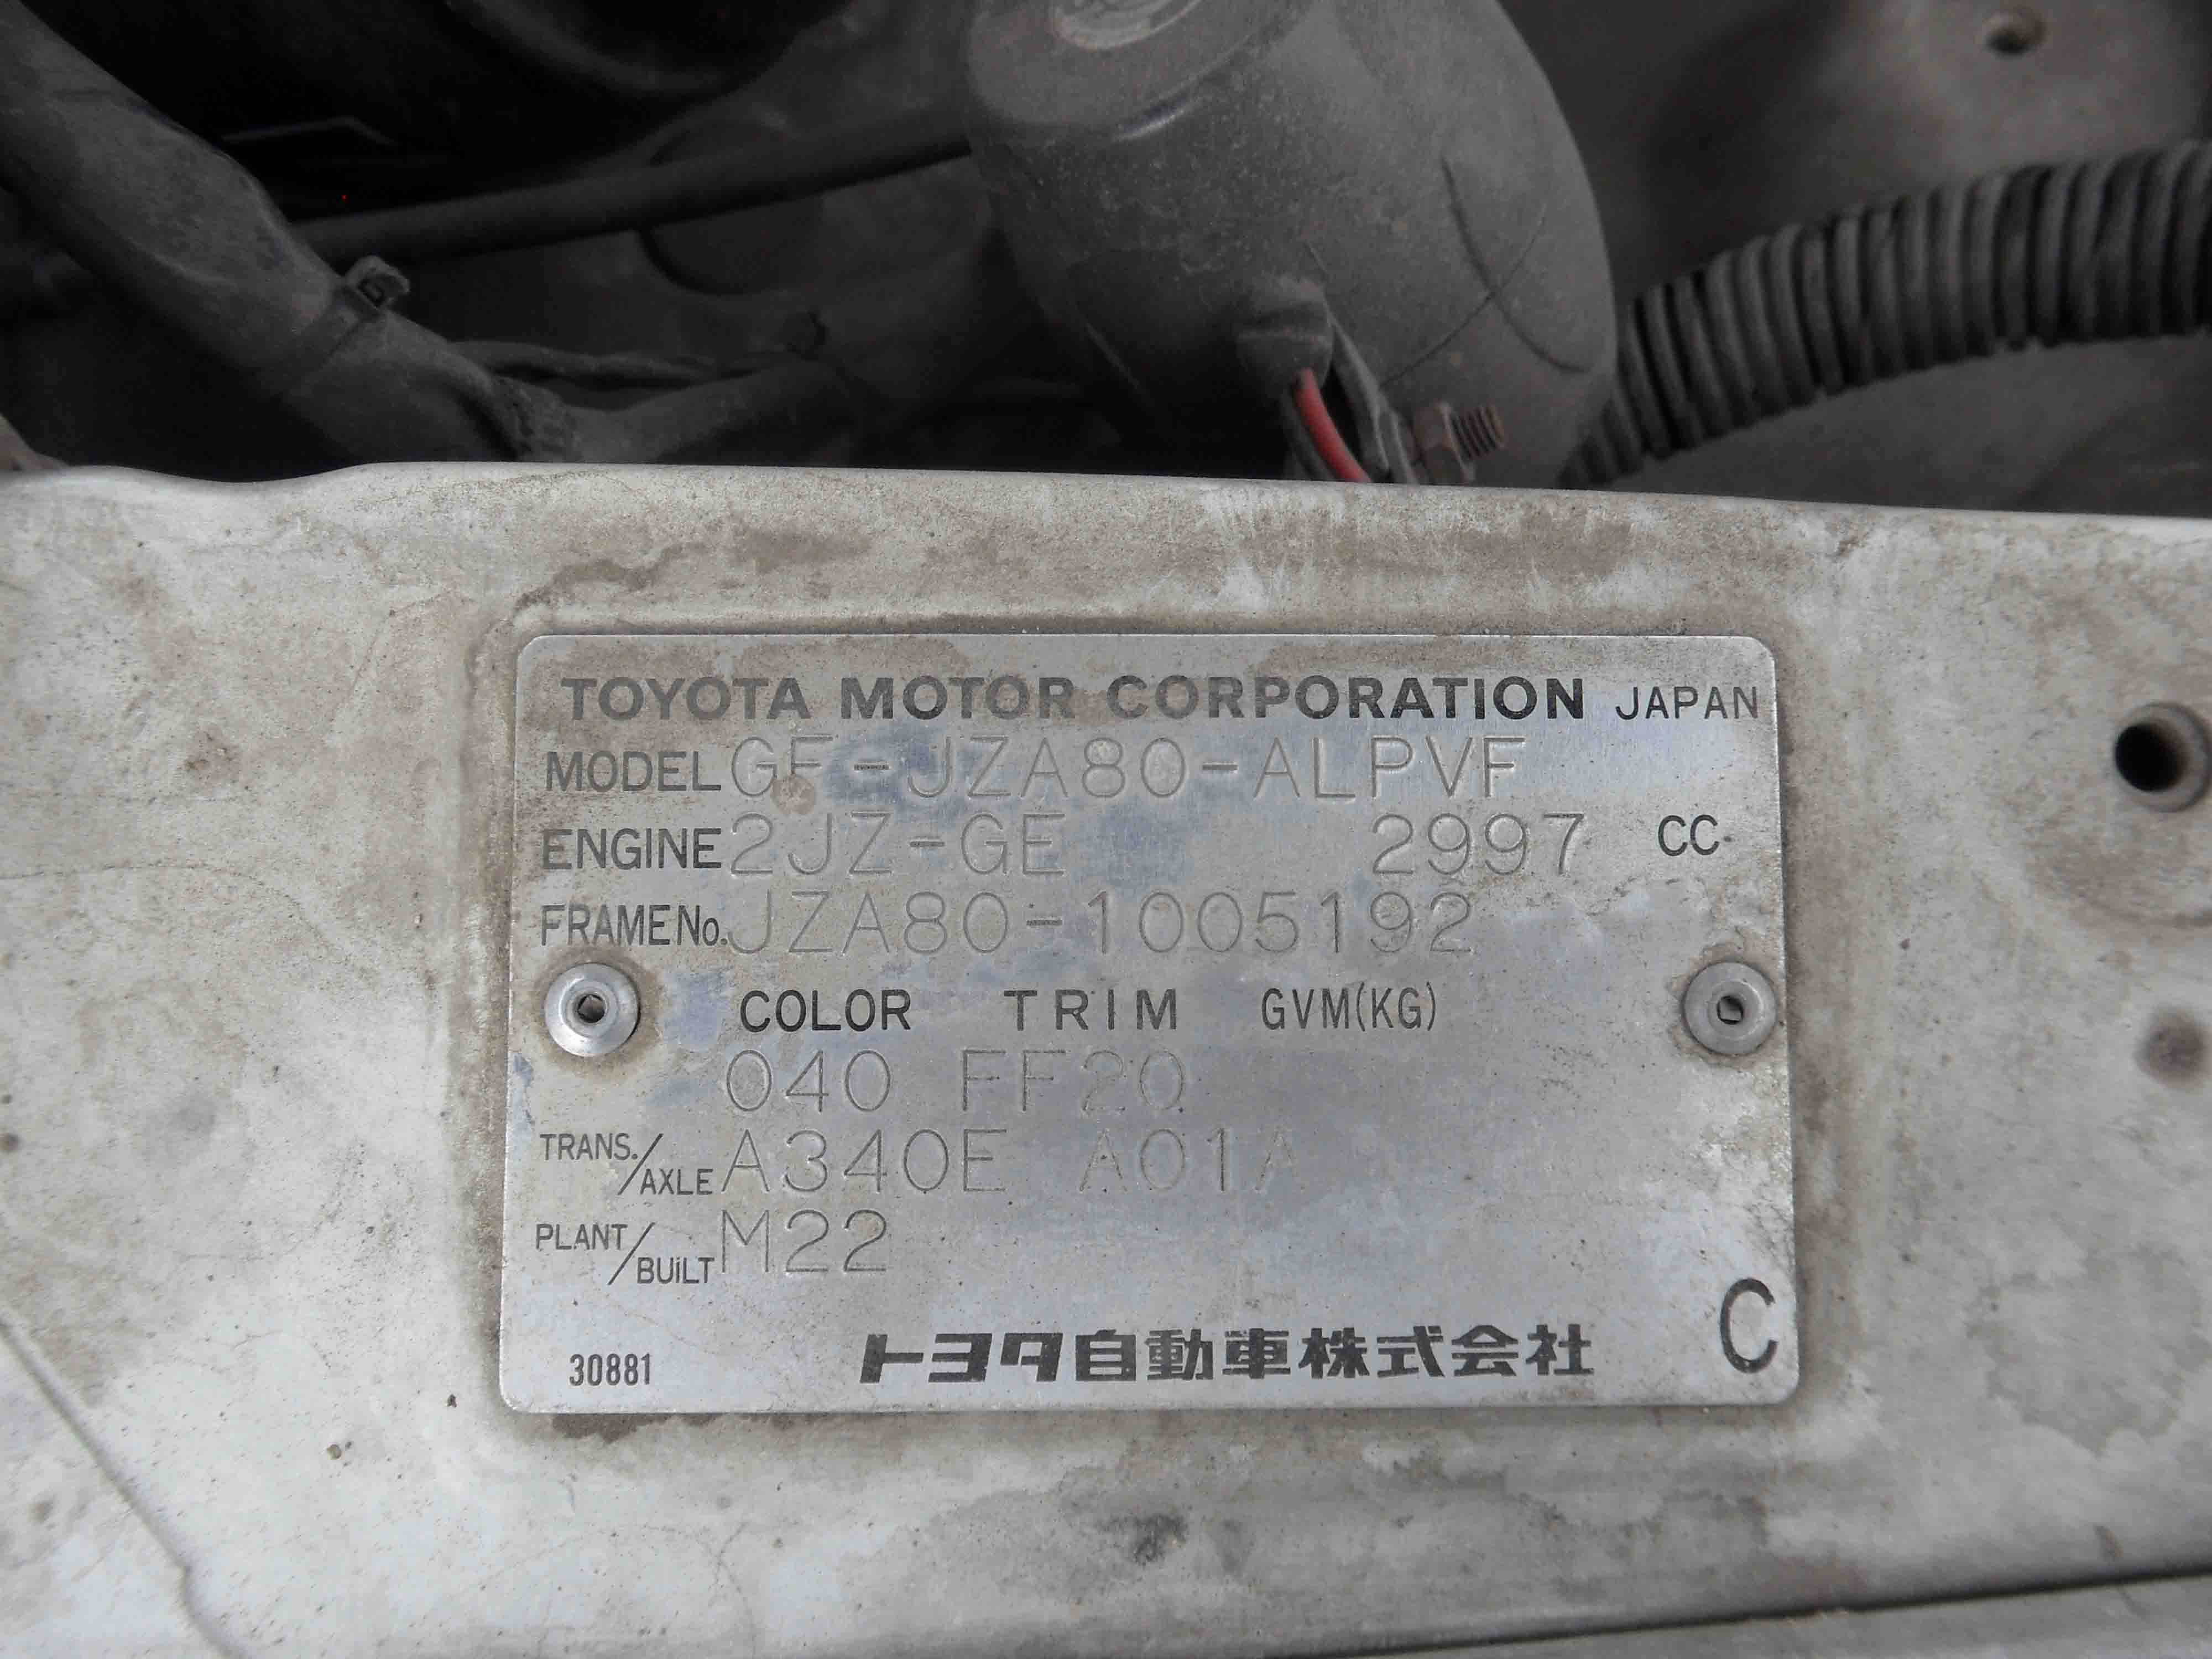 TOYOTA MOTOR CORPORATION JAPAN
MODEL GF-JZA80-ALPVF
ENGINE 2JZ-GE 2997 CC
FRAME No. JZA80-1005192
COLOR TRIM GVM(KG)
040 FF20
TRANS./AXLE A340E A01A
PLANT/BUiLT M22
30881 トヨタ自動車株式会社 C